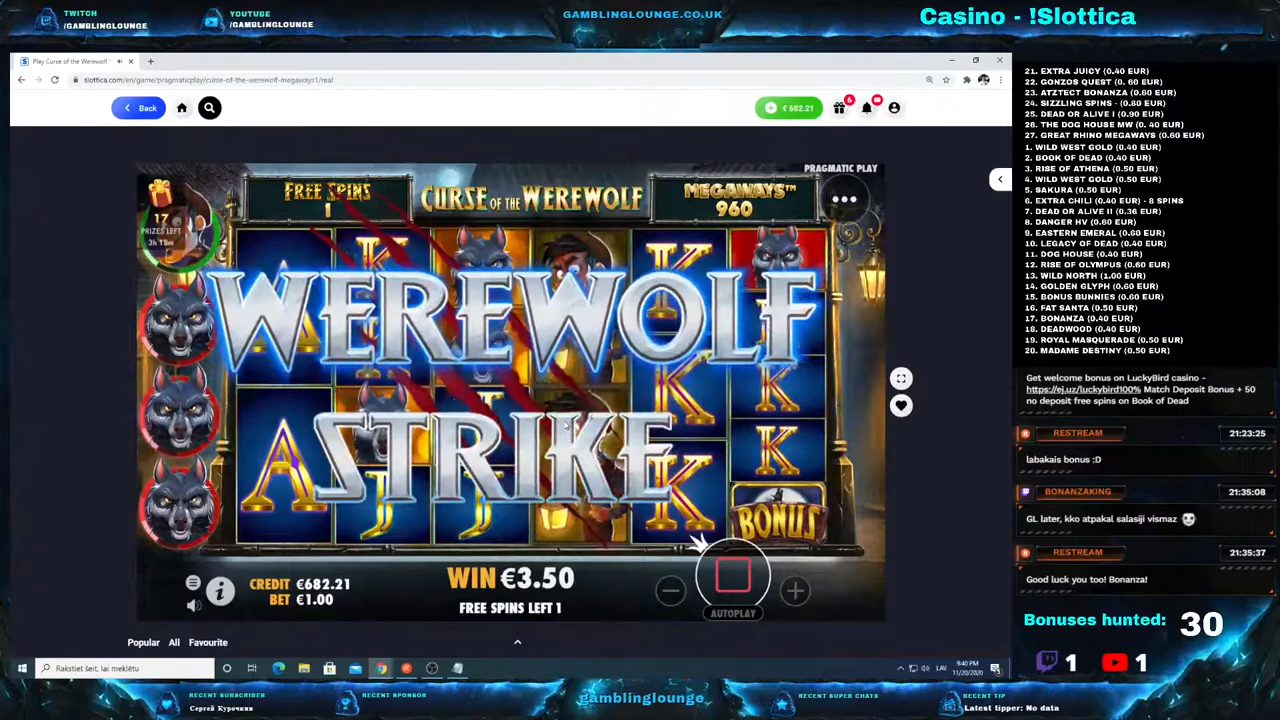 TWITCH
/GAMBLINGLOUNGE
YOUTUBE
/GAMBLINGLOUNGE
GAMBLINGLOUNGE.CO.UK
Casino - !Slottica
Play Curse of the Werewolf
slottica.com/en/game/pragmaticplay/curse-of-the-werewolf-megaways1/real
Back
€ 682.21
6
PRAGMATIC PLAY
FREE SPINS
1
CURSE OF THE WEREWOLF
MEGAWAYS™
960
17
PRIZES LEFT
3h 18m
WEREWOLF
STRIKE
A
K
K
K
K
A
J
J
K
K
BONUS
CREDIT €682.21
BET €1.00
WIN €3.50
FREE SPINS LEFT 1
AUTOPLAY
Popular All Favourite
Rakstiet šeit, lai meklētu
LAV
9:40 PM
11/20/2020
21. EXTRA JUICY (0.40 EUR)
22. GONZOS QUEST (0. 60 EUR)
23. ATZTECT BONANZA (0.60 EUR)
24. SIZZLING SPINS - (0.80 EUR)
25. DEAD OR ALIVE I (0.90 EUR)
26. THE DOG HOUSE MW (0. 40 EUR)
27. GREAT RHINO MEGAWAYS (0.60 EUR)
1. WILD WEST GOLD (0.40 EUR)
2. BOOK OF DEAD (0.40 EUR)
3. RISE OF ATHENA (0.50 EUR)
4. WILD WEST GOLD (0.50 EUR)
5. SAKURA (0.50 EUR)
6. EXTRA CHILI (0.40 EUR) - 8 SPINS
7. DEAD OR ALIVE II (0.36 EUR)
8. DANGER HV (0.60 EUR)
9. EASTERN EMERAL (0.60 EUR)
10. LEGACY OF DEAD (0.40 EUR)
11. DOG HOUSE (0.40 EUR)
12. RISE OF OLYMPUS (0.60 EUR)
13. WILD NORTH (1.00 EUR)
14. GOLDEN GLYPH (0.60 EUR)
15. BONUS BUNNIES (0.60 EUR)
16. FAT SANTA (0.50 EUR)
17. BONANZA (0.40 EUR)
18. DEADWOOD (0.40 EUR)
19. ROYAL MASQUERADE (0.50 EUR)
20. MADAME DESTINY (0.50 EUR)
Get welcome bonus on LuckyBird casino -
https://ej.uz/luckybird100% Match Deposit Bonus + 50
no deposit free spins on Book of Dead
RESTREAM 21:23:25
labakais bonus :D
BONANZAKING 21:35:08
GL later, kko atpakal salasiji vismaz
RESTREAM 21:35:37
Good luck you too! Bonanza!
Bonuses hunted: 30
1 1
RECENT SUBSCRIBER
Сергей Курочкин
RECENT SPONSOR
gamblinglounge
RECENT SUPER CHATS
RECENT TIP
Latest tipper: No data